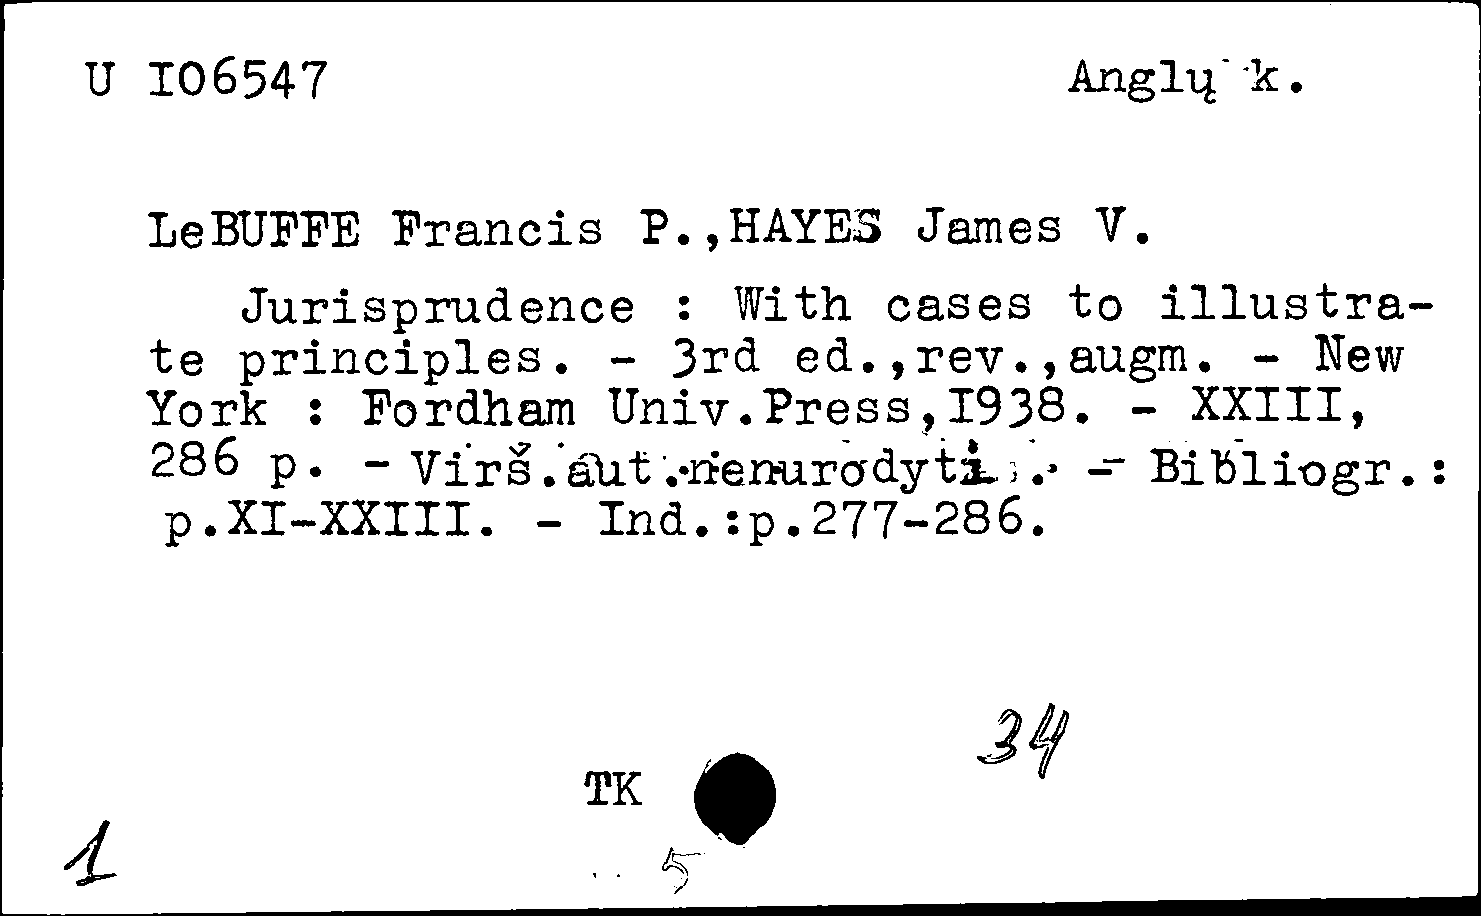 U I06547 Anglų k.
LeBUFFE Francis P.,HAYES James V.
Jurisprudence : With cases to illustra-
te principles. - 3rd ed.,rev.,augm. - New
York : Fordham Univ.Press,I938. - XXIII,
286 p. - Virš.aut.nenurodyti. - Bibliogr.:
p.XI-XXIII. - Ind.:p.277-286.
34
TK
1
5